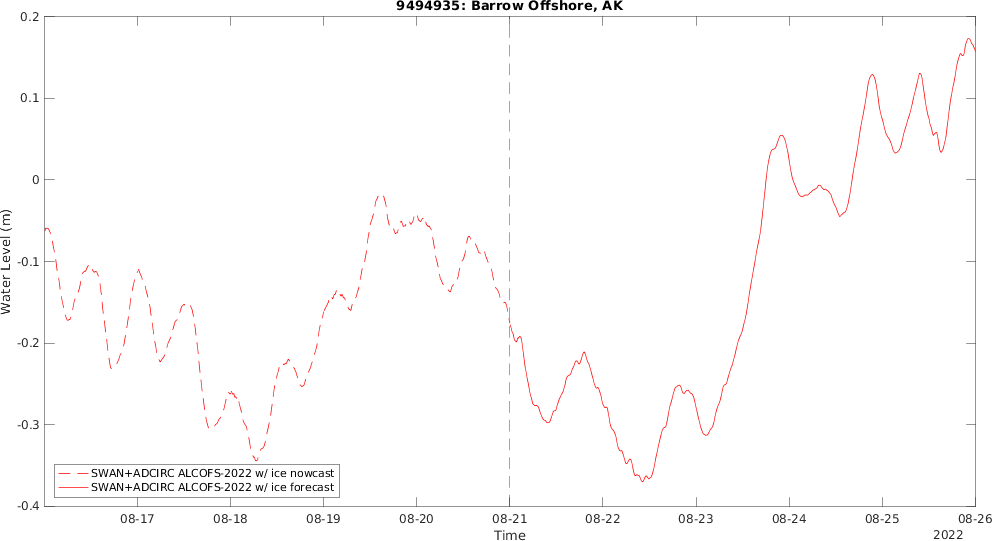 9494935: Barrow Offshore, AK
0.2
0.1
0
-0.1
-0.2
-0.3
-0.4
Water Level (m)
SWAN+ADCIRC ALCOFS-2022 w/ ice nowcast
SWAN+ADCIRC ALCOFS-2022 w/ ice forecast
08-17 08-18 08-19 08-20 08-21 08-22 08-23 08-24 08-25 08-26
Time
2022